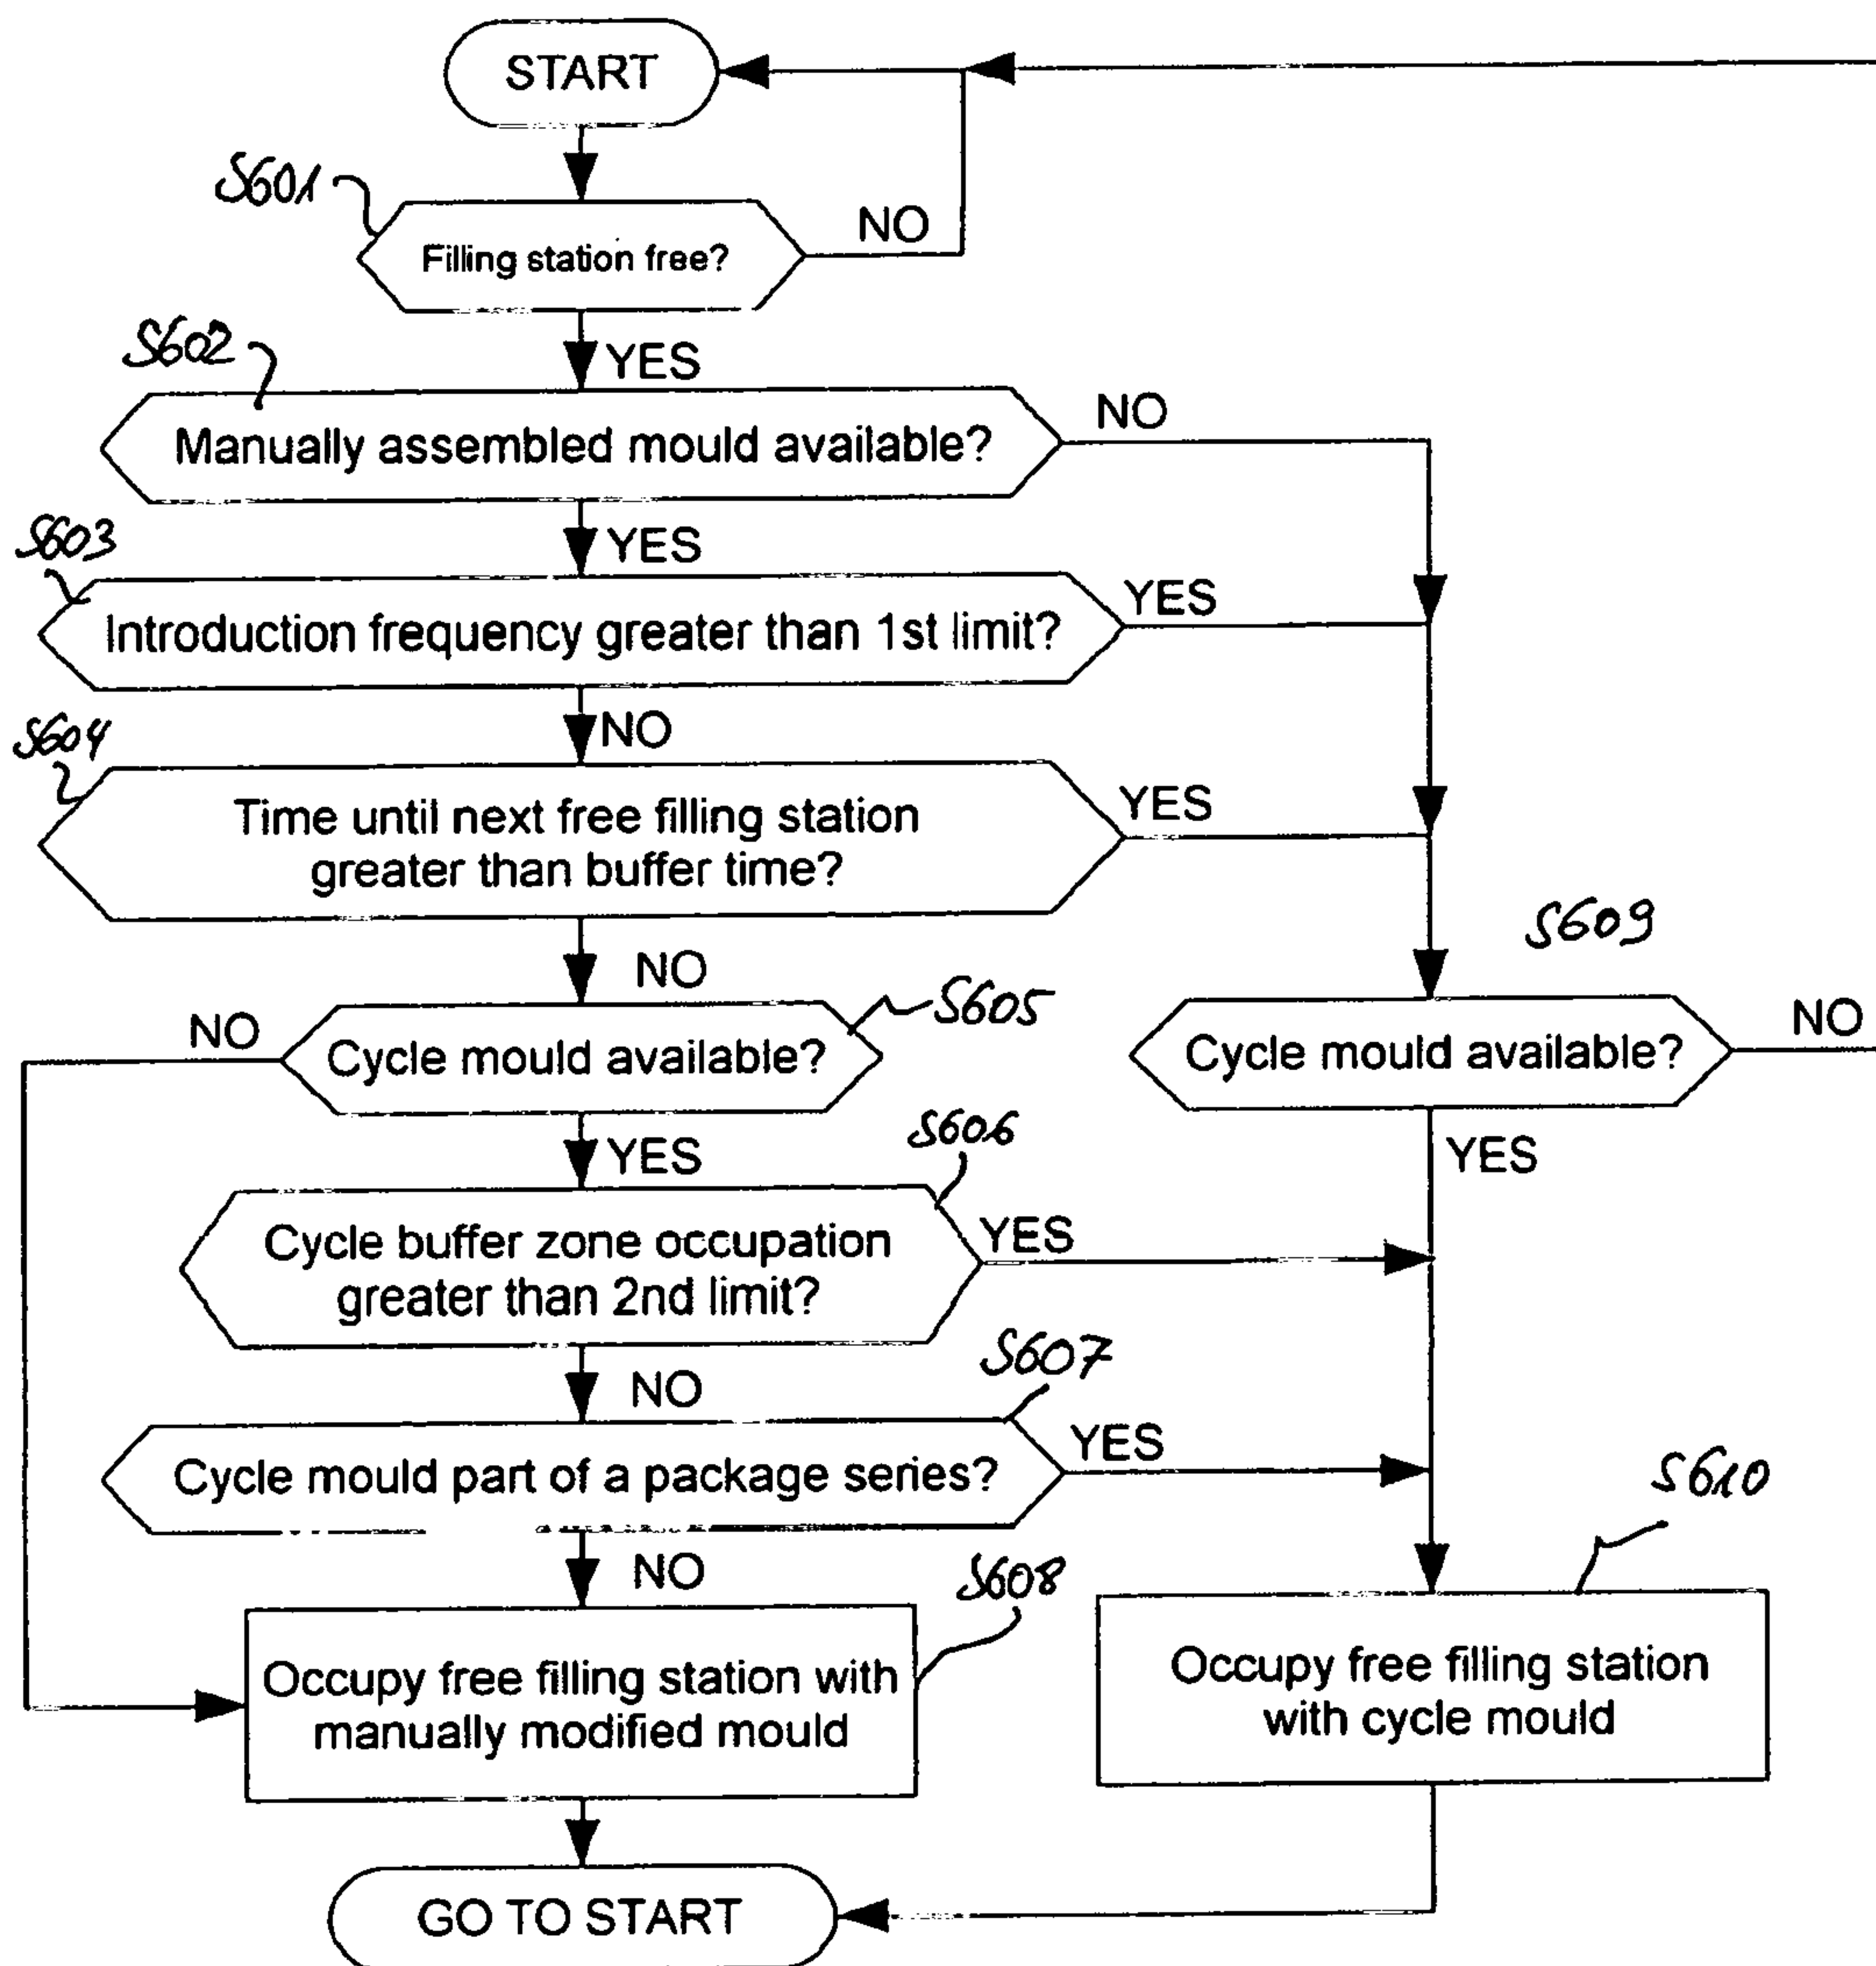 START
S601
Filling station free?
NO
S602
YES
Manually assembled mould available?
NO
S603
YES
Introduction frequency greater than 1st limit?
YES
S604
NO
Time until next free filling station
greater than buffer time?
YES
NO
S605
S609
NO
Cycle mould available?
Cycle mould available?
NO
YES
S606
YES
Cycle buffer zone occupation
greater than 2nd limit?
YES
NO
S607
Cycle mould part of a package series?
YES
S610
NO
S608
Occupy free filling station with
manually modified mould
Occupy free filling station
with cycle mould
GO TO START